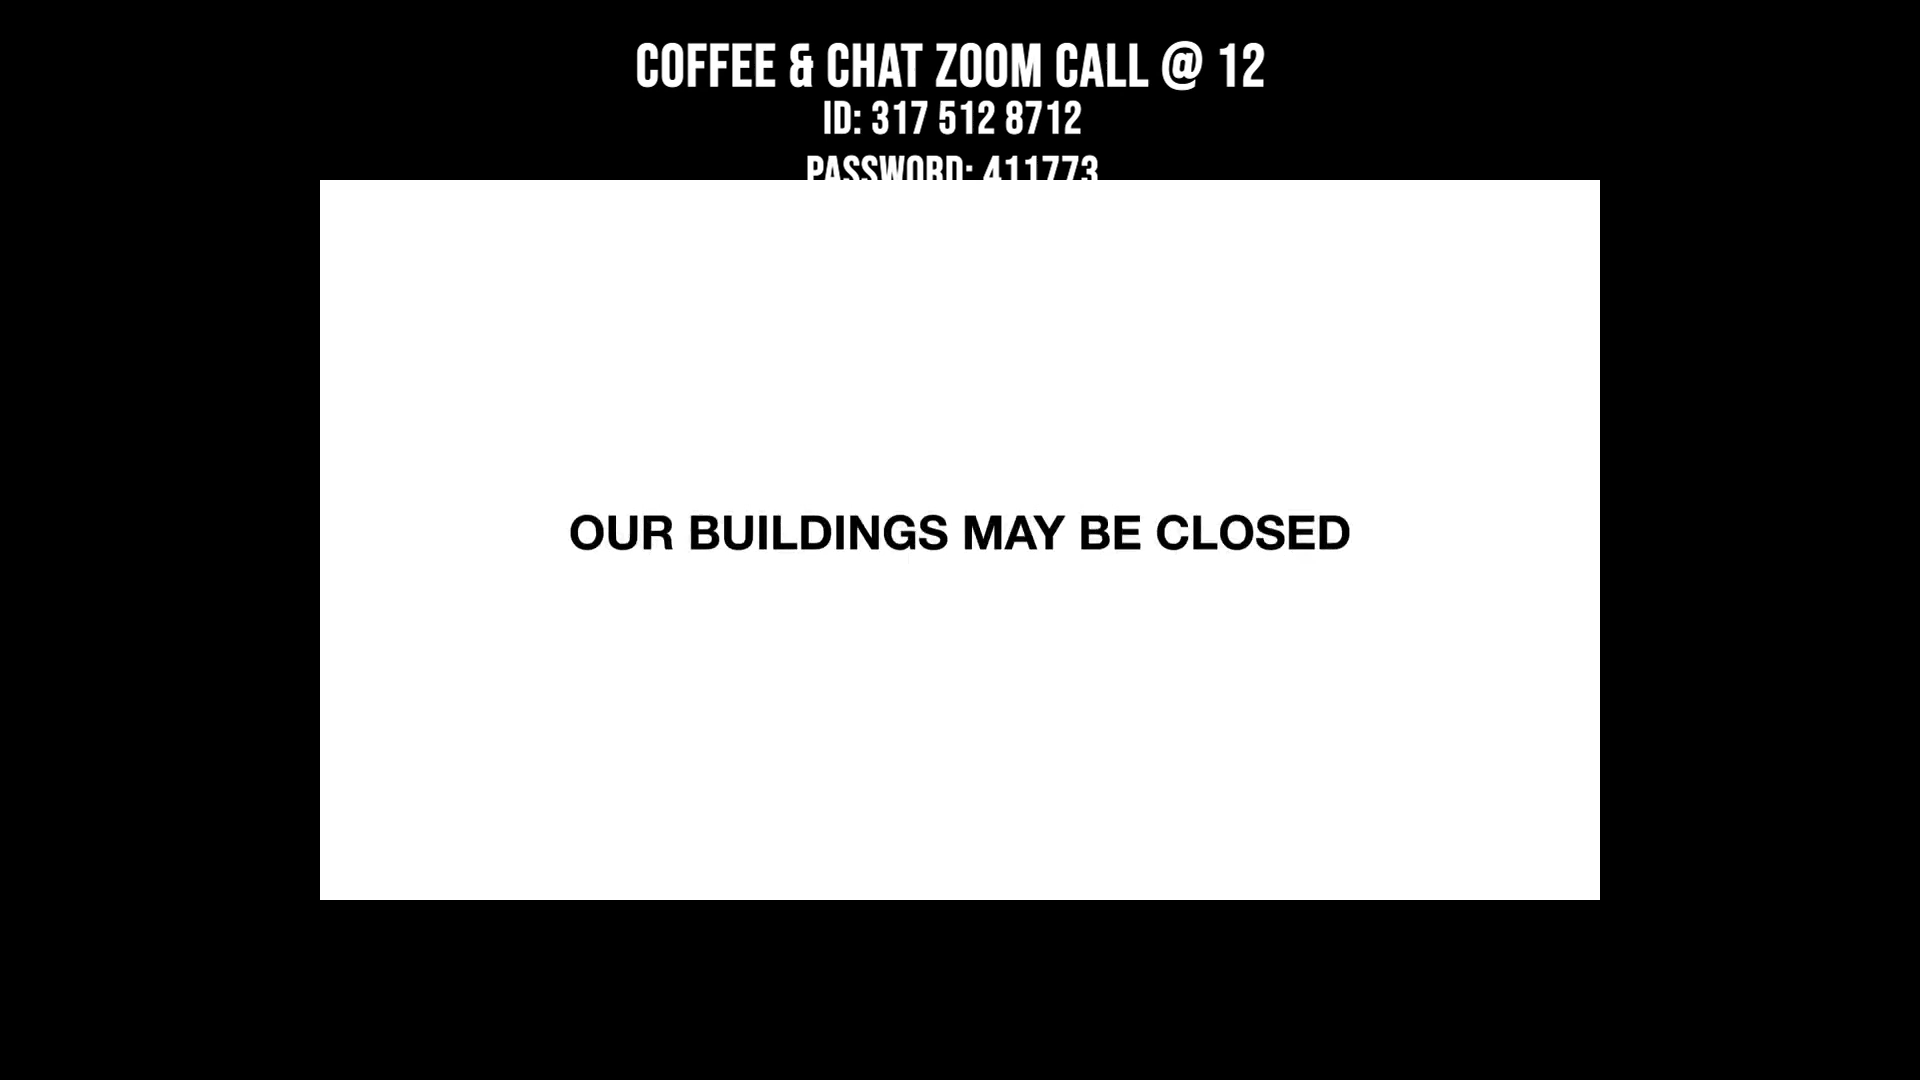 COFFEE & CHAT ZOOM CALL @ 12
ID: 317 512 8712
PASSWORD: 411773
OUR BUILDINGS MAY BE CLOSED